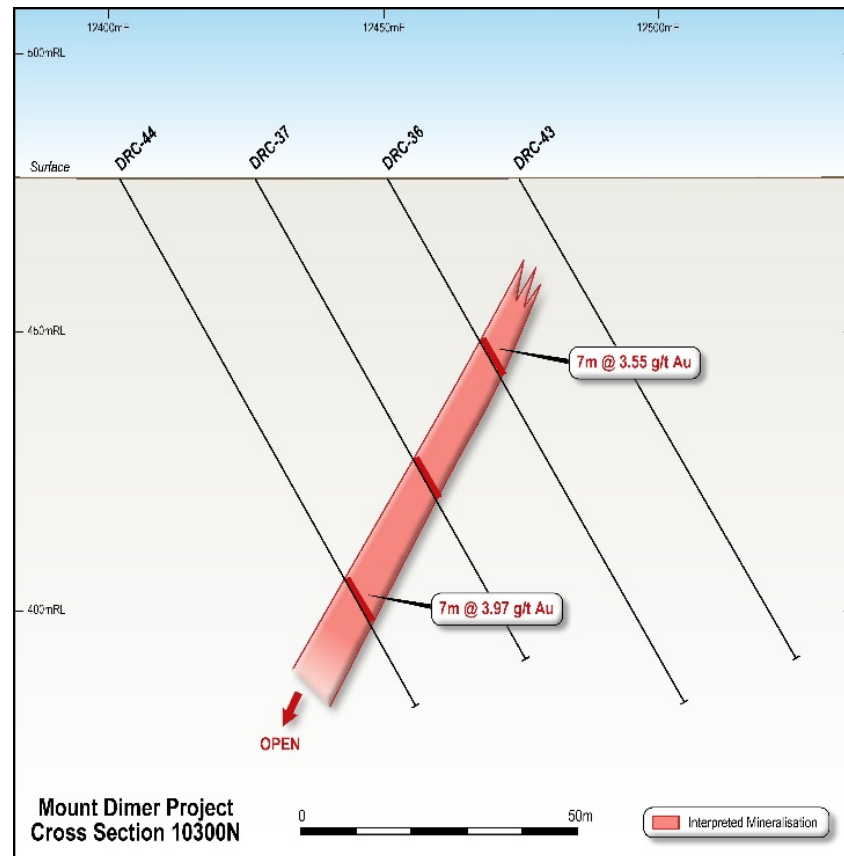 12400mE
12450mE
12500mE
500mRL
DRC-44
DRC-37
DRC-36
DRC-43
Surface
450mRL
7m @ 3.55 g/t Au
400mRL
7m @ 3.97 g/t Au
OPEN
Mount Dimer Project
Cross Section 10300N
0
50m
Interpreted Mineralisation